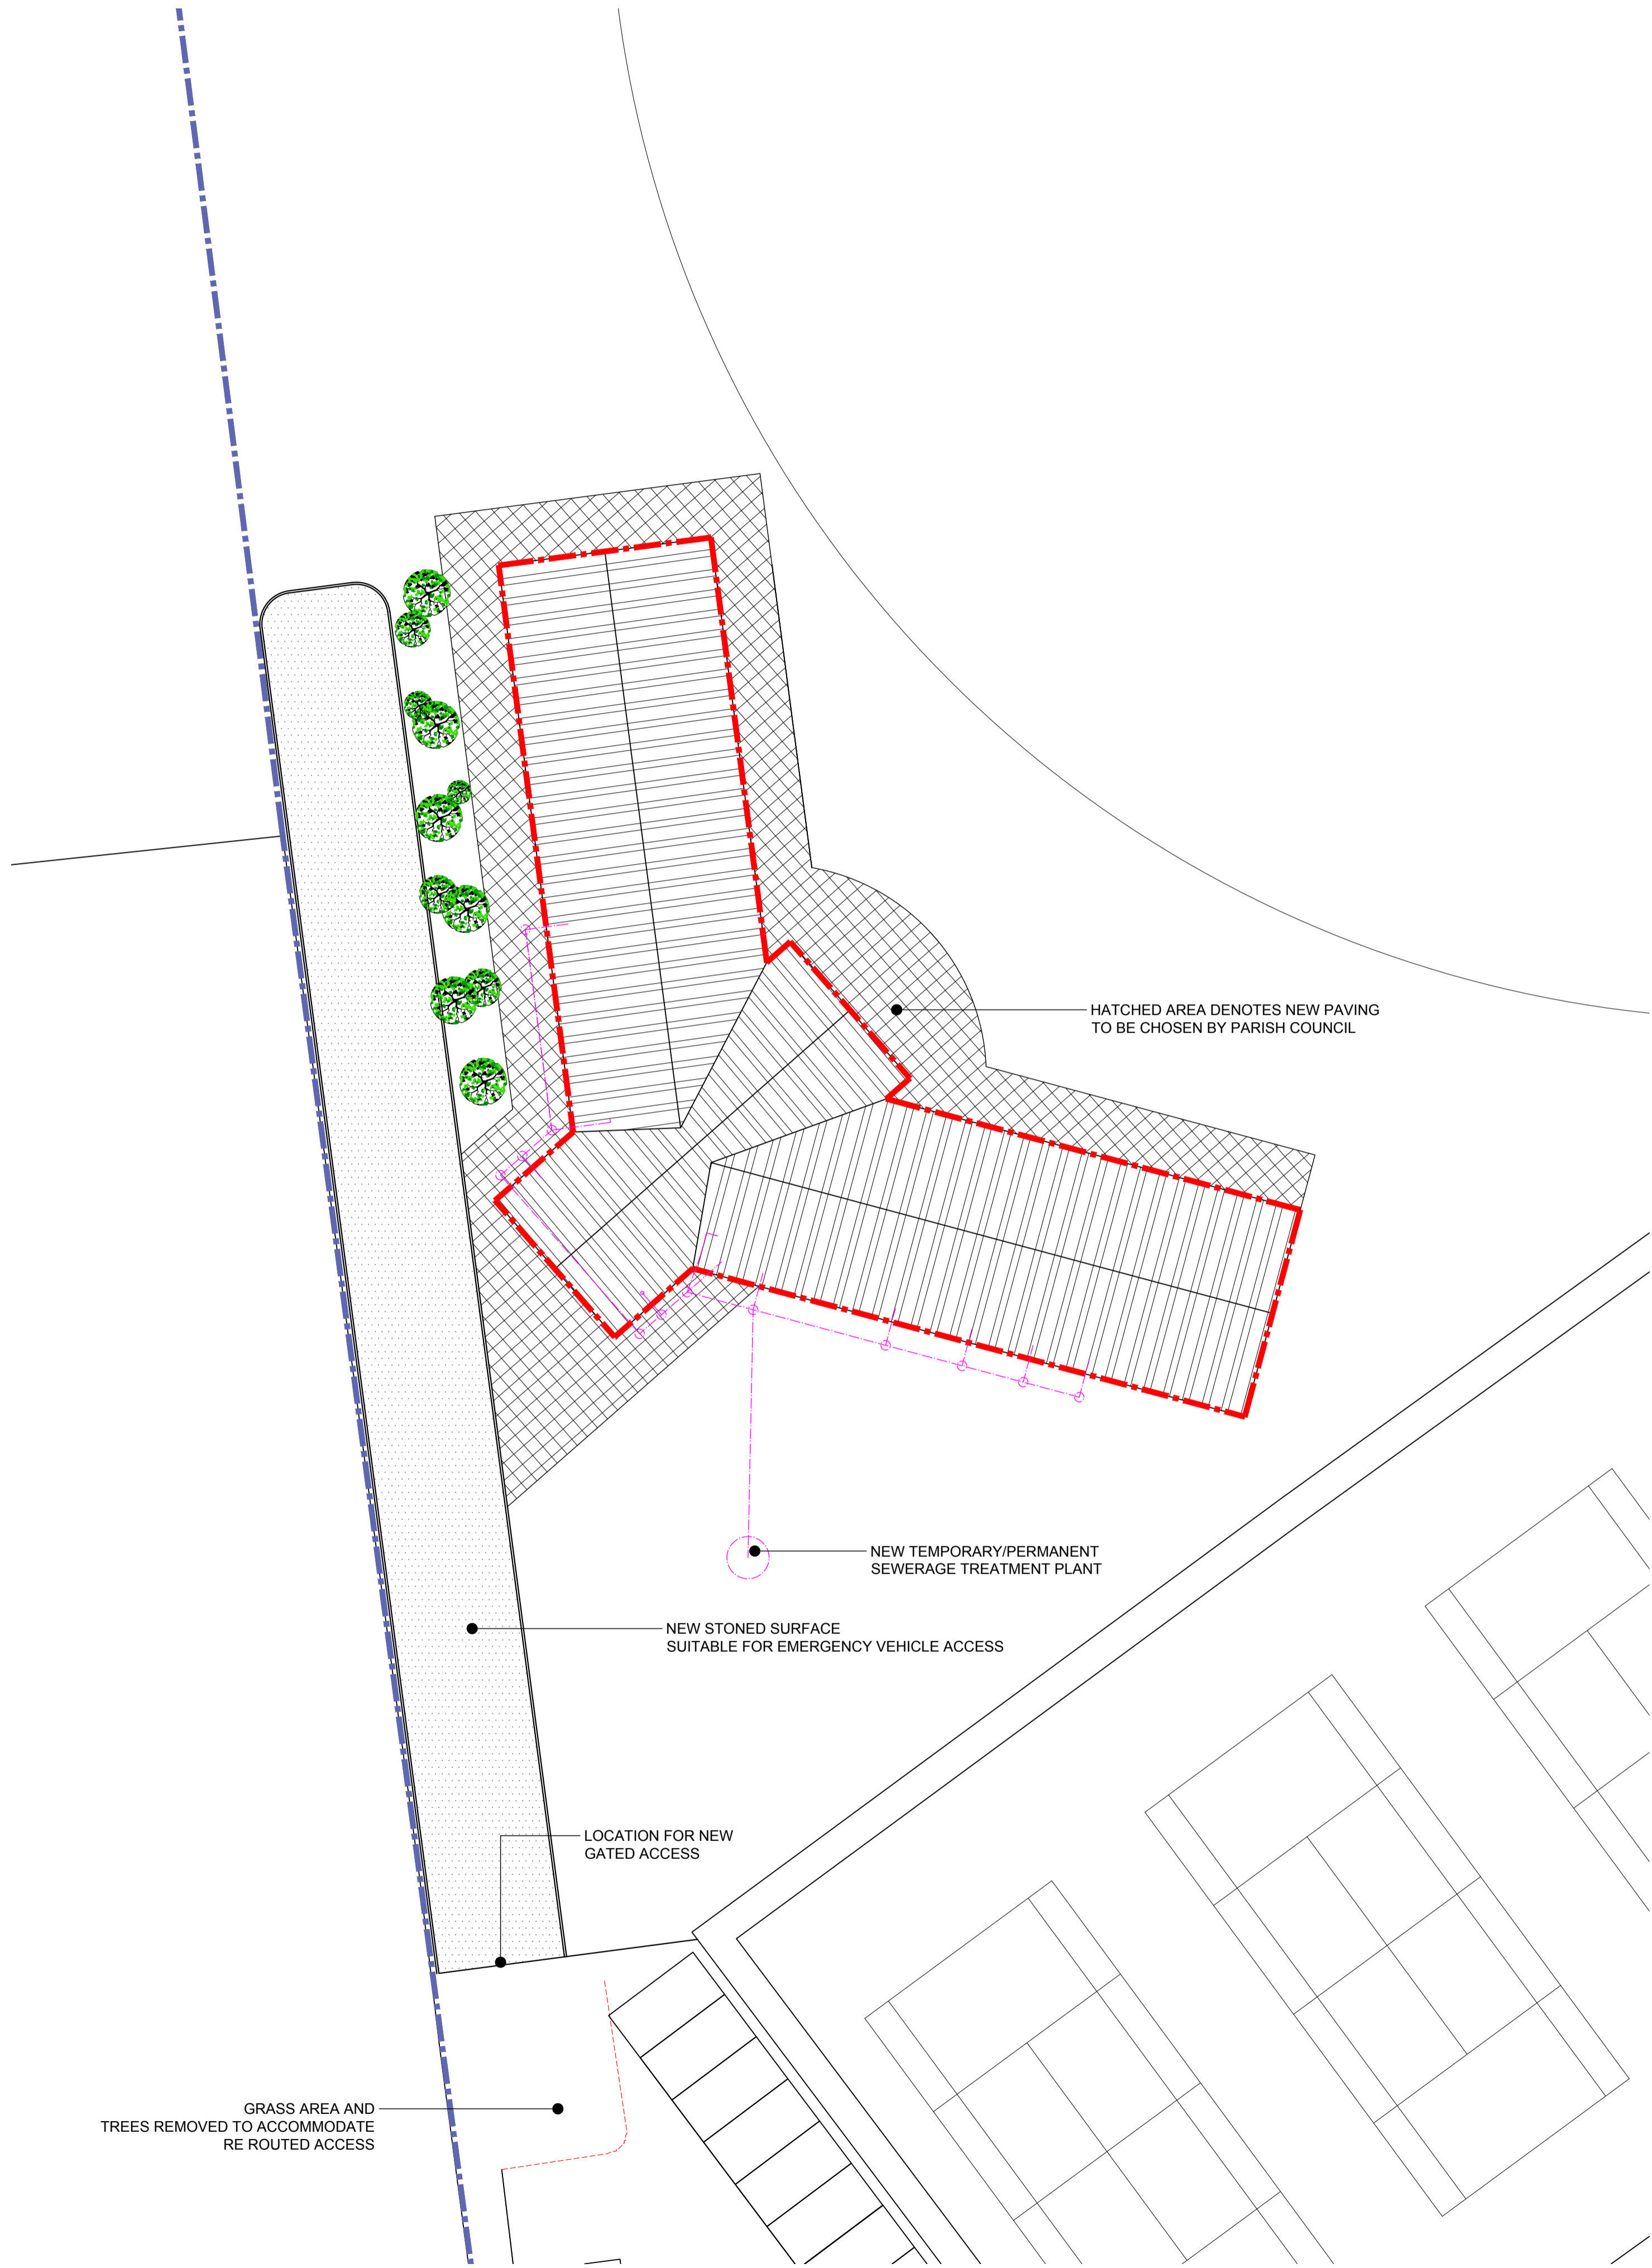 HATCHED AREA DENOTES NEW PAVING
TO BE CHOSEN BY PARISH COUNCIL
NEW TEMPORARY/PERMANENT
SEWERAGE TREATMENT PLANT
NEW STONED SURFACE
SUITABLE FOR EMERGENCY VEHICLE ACCESS
LOCATION FOR NEW
GATED ACCESS
GRASS AREA AND
TREES REMOVED TO ACCOMMODATE
RE ROUTED ACCESS